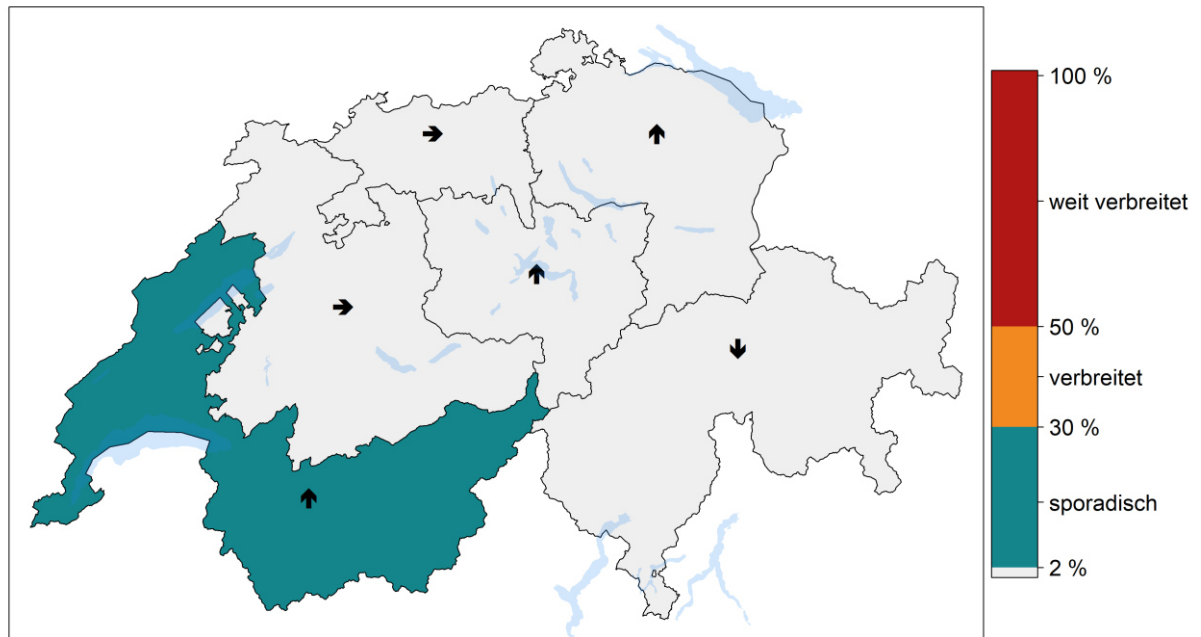 100 %
weit verbreitet
50 %
verbreitet
30 %
sporadisch
2 %